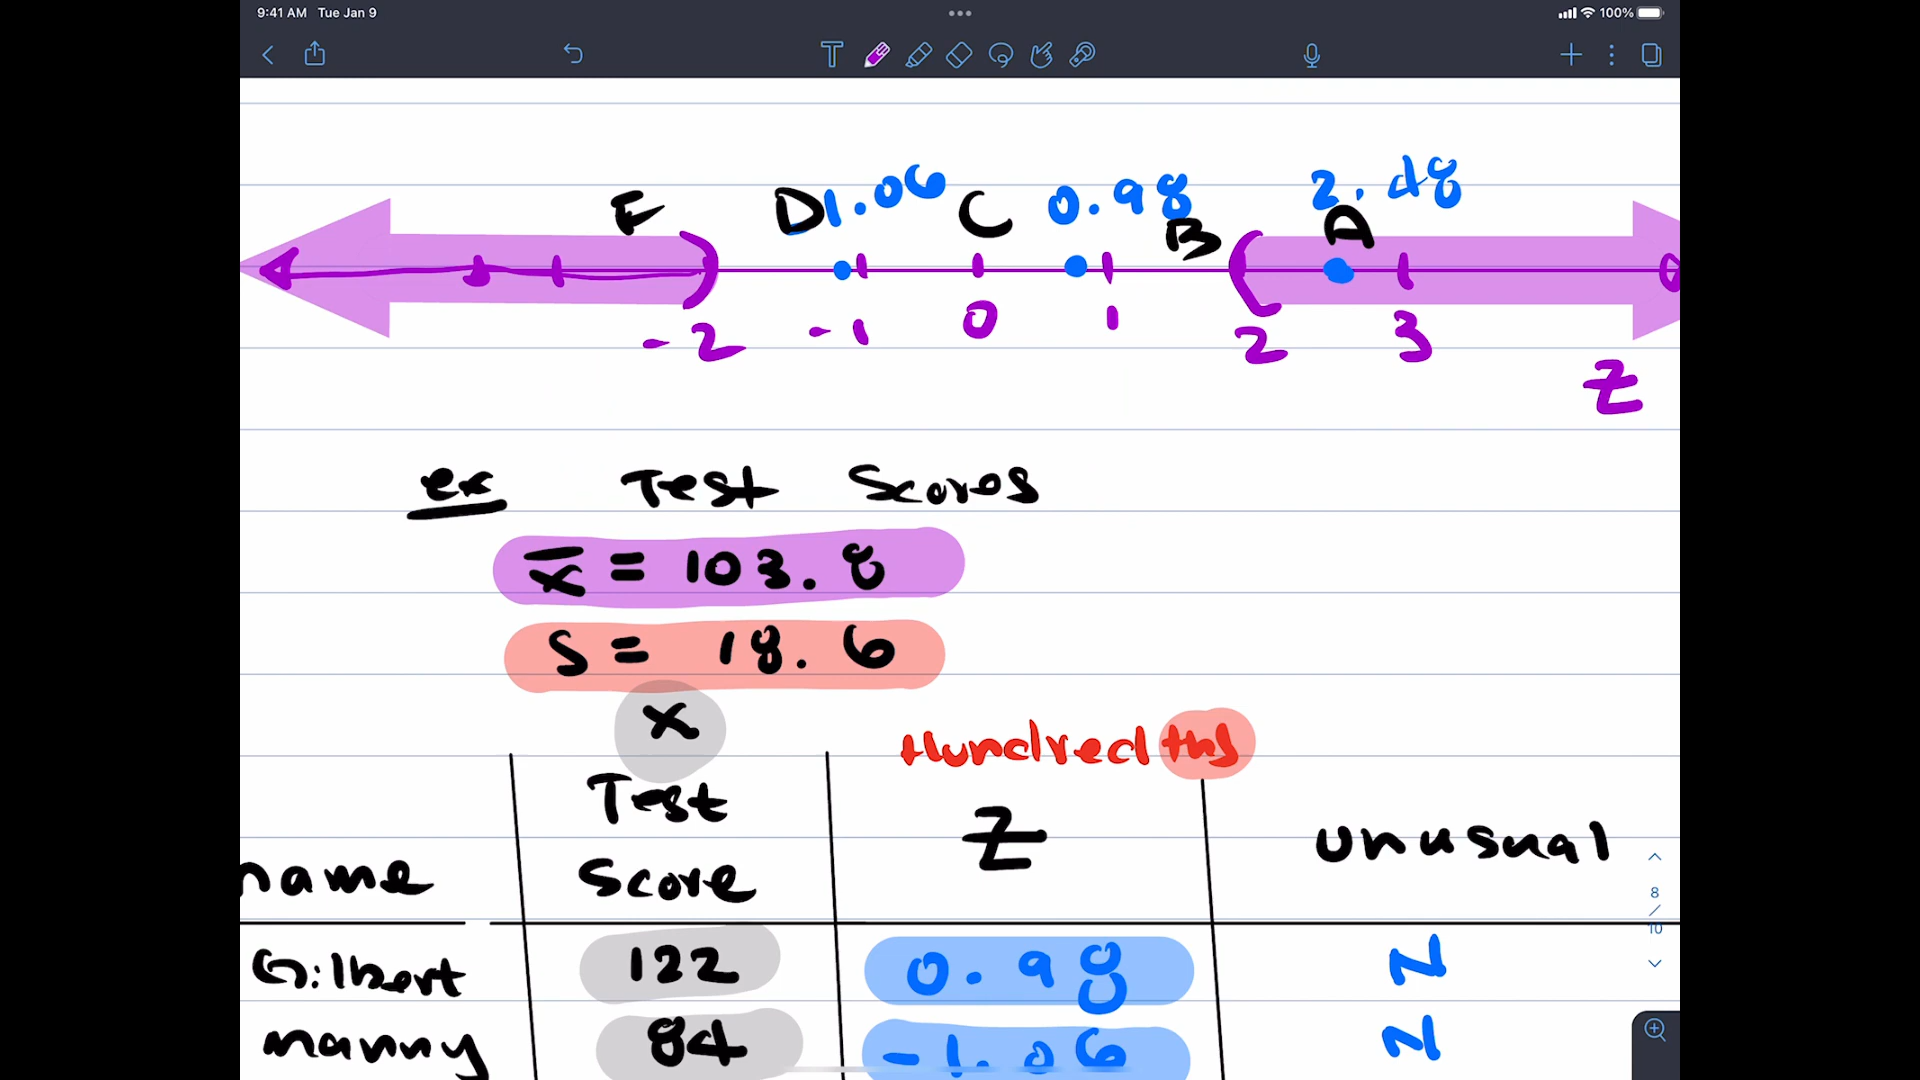 9:41 AM Tue Jan 9
100%
T
F D 1.06 C 0.98 B 2.48 A
-2 -1 0 1 2 3
Z
ex Test Scores
x̄ = 103.8
S = 18.6
x
Hundredths
name Test Score Z unusual
Gilbert 122 0.98 N
manny 84 -1.06 N
8 / 10